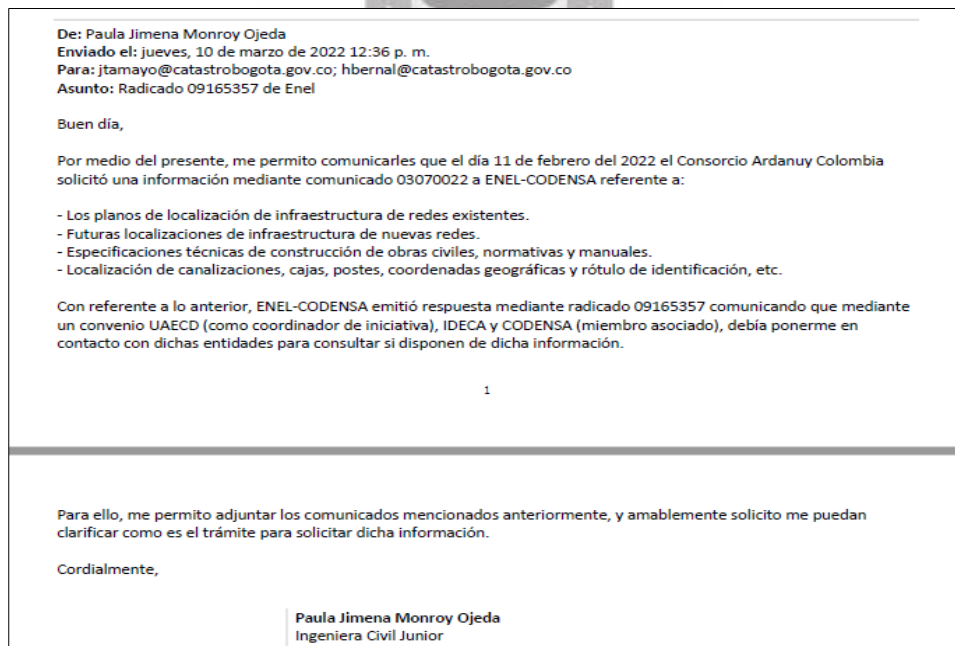 De: Paula Jimena Monroy Ojeda
Enviado el: jueves, 10 de marzo de 2022 12:36 p. m.
Para: jtamayo@catastrobogota.gov.co; hbernal@catastrobogota.gov.co
Asunto: Radicado 09165357 de Enel
Buen día,
Por medio del presente, me permito comunicarles que el día 11 de febrero del 2022 el Consorcio Ardanuy Colombia
solicitó una información mediante comunicado 03070022 a ENEL-CODENSA referente a:
- Los planos de localización de infraestructura de redes existentes.
- Futuras localizaciones de infraestructura de nuevas redes.
- Especificaciones técnicas de construcción de obras civiles, normativas y manuales.
- Localización de canalizaciones, cajas, postes, coordenadas geográficas y rótulo de identificación, etc.
Con referente a lo anterior, ENEL-CODENSA emitió respuesta mediante radicado 09165357 comunicando que mediante
un convenio UAECD (como coordinador de iniciativa), IDECA y CODENSA (miembro asociado), debía ponerme en
contacto con dichas entidades para consultar si disponen de dicha información.
1
Para ello, me permito adjuntar los comunicados mencionados anteriormente, y amablemente solicito me puedan
clarificar como es el trámite para solicitar dicha información.
Cordialmente,
Paula Jimena Monroy Ojeda
Ingeniera Civil Junior